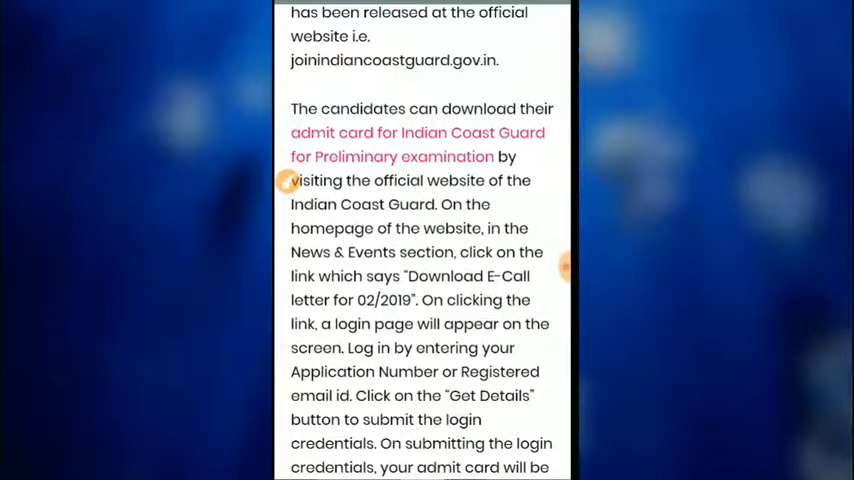 has been released at the official
website i.e.
joinindiancoastguard.gov.in.
The candidates can download their
admit card for Indian Coast Guard
for Preliminary examination by
visiting the official website of the
Indian Coast Guard. On the
homepage of the website, in the
News & Events section, click on the
link which says “Download E-Call
letter for 02/2019”. On clicking the
link, a login page will appear on the
screen. Log in by entering your
Application Number or Registered
email id. Click on the “Get Details”
button to submit the login
credentials. On submitting the login
credentials, your admit card will be